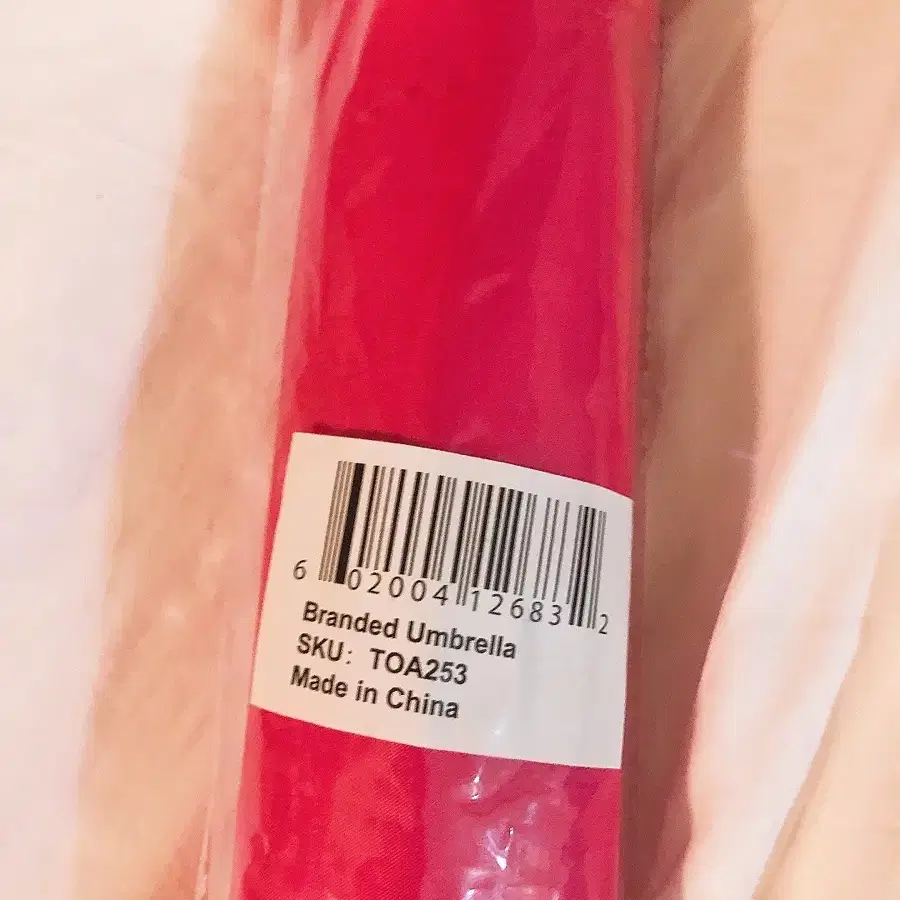 6 02004 12683 2
Branded Umbrella
SKU: TOA253
Made in China